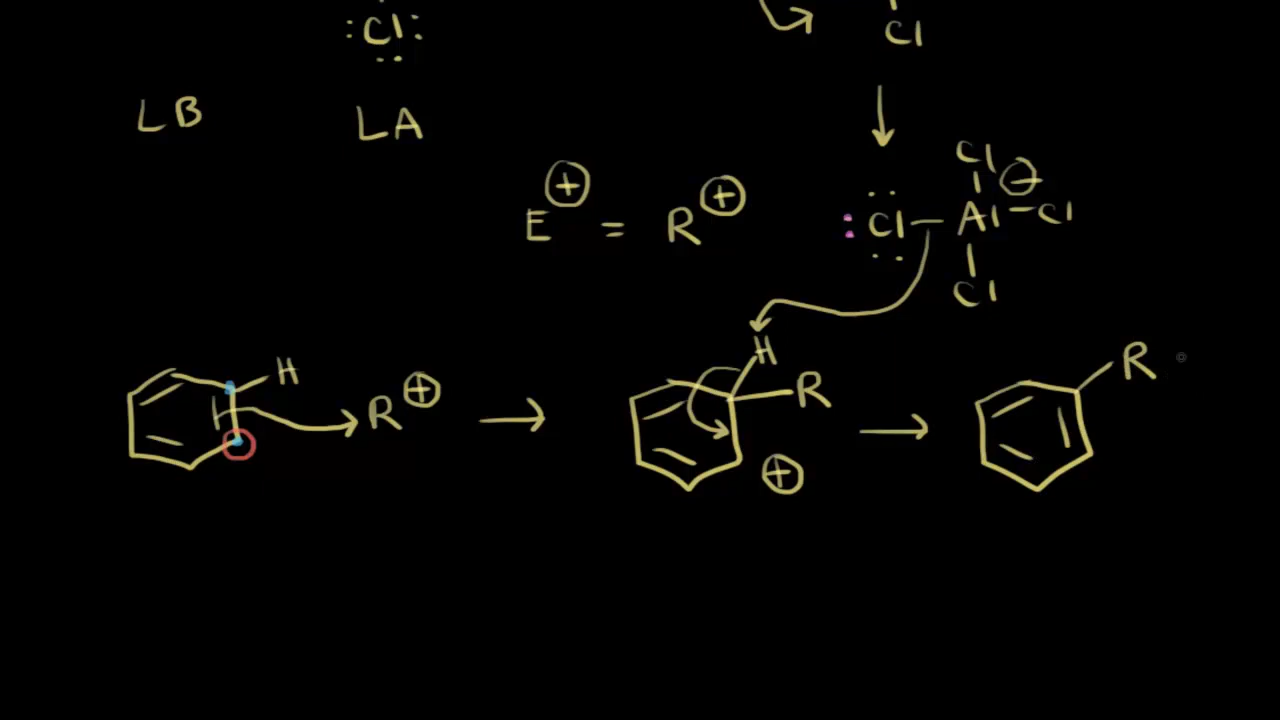 :Cl:
Cl
LB
LA
Cl
⊖
E⊕ = R⊕
:Cl—Al—Cl
Cl
H
H
R⊕
R
R
⊕